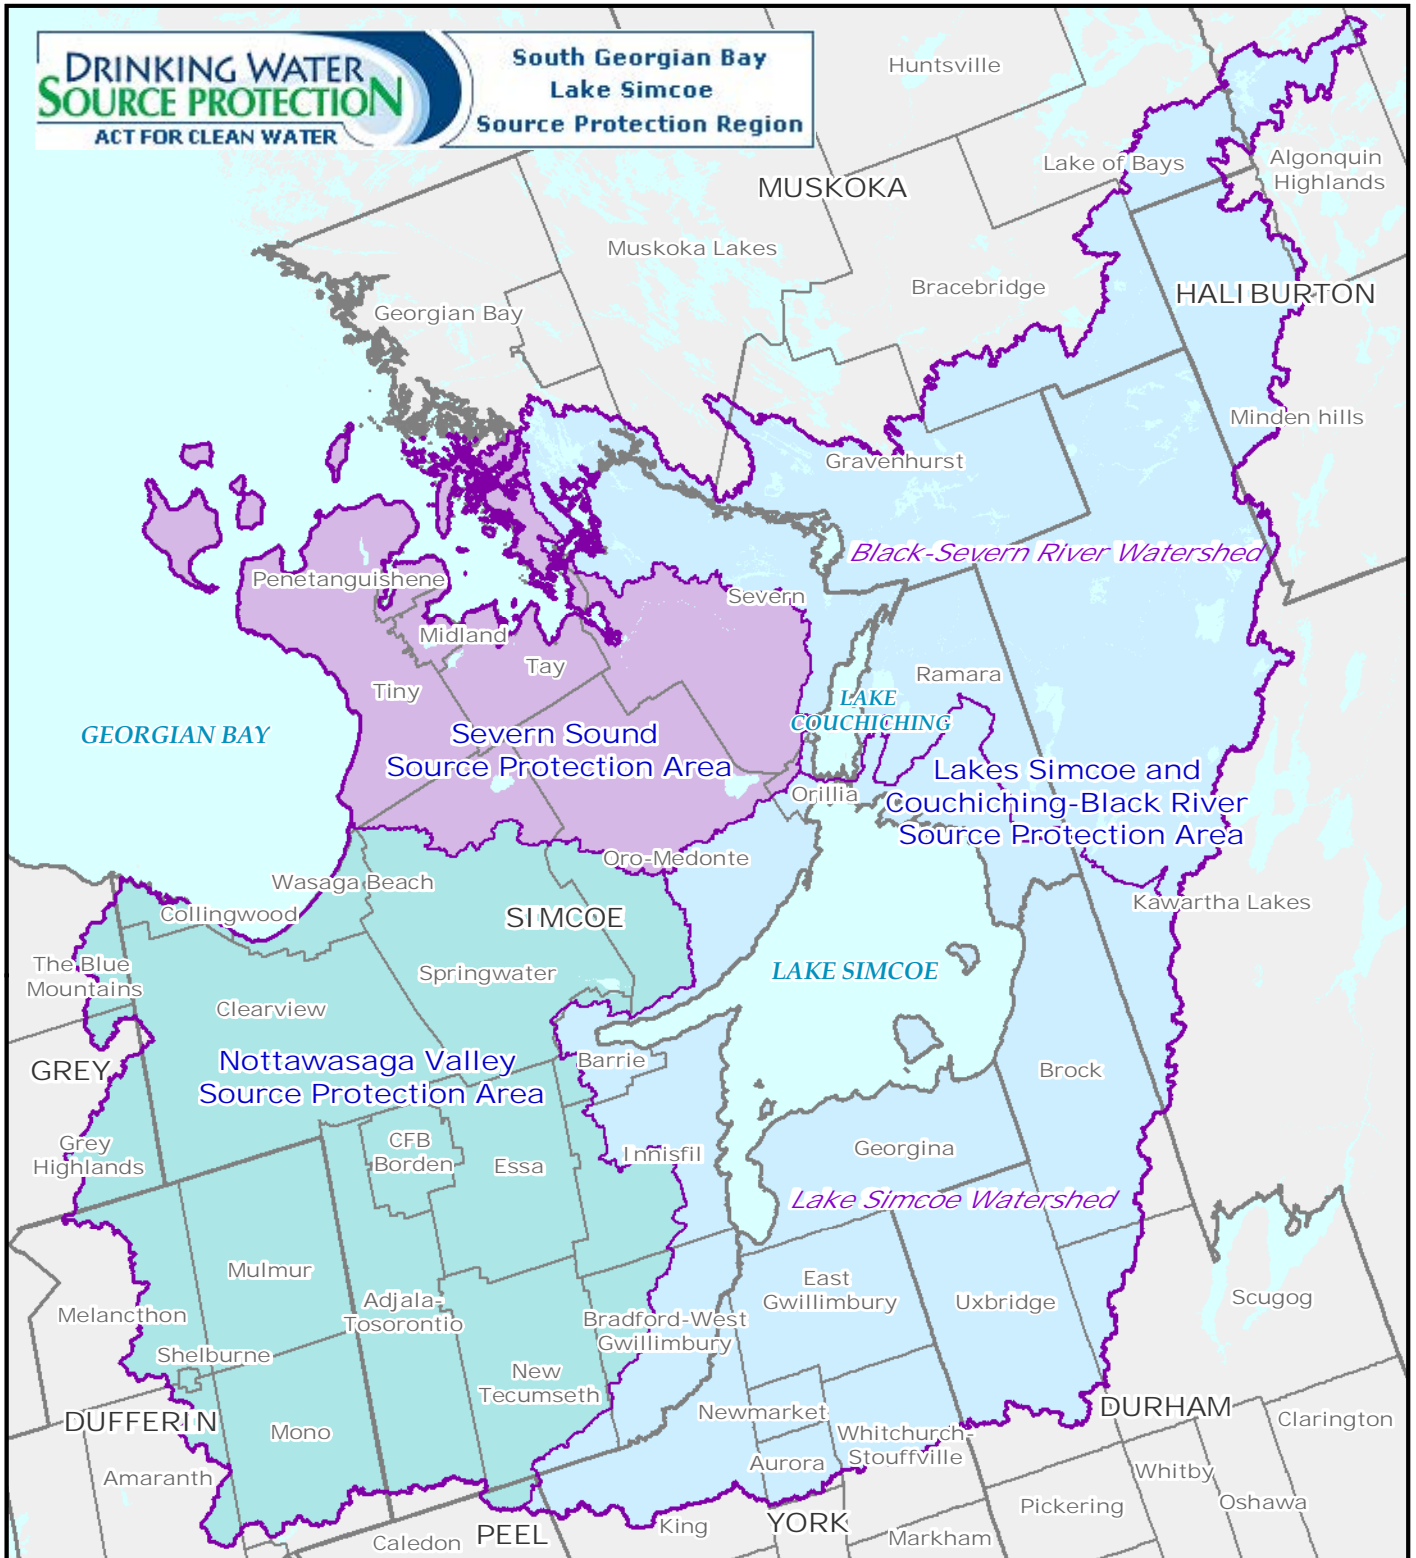 DRINKING WATER
SOURCE PROTECTION
ACT FOR CLEAN WATER
South Georgian Bay
Lake Simcoe
Source Protection Region
Huntsville
Lake of Bays
Algonquin
Highlands
MUSKOKA
Muskoka Lakes
Bracebridge
HALIBURTON
Georgian Bay
Minden hills
Gravenhurst
Black-Severn River Watershed
Penetanguishene
Severn
Midland
Tay
Ramara
Tiny
LAKE
COUCHICHING
GEORGIAN BAY
Severn Sound
Source Protection Area
Lakes Simcoe and
Couchiching-Black River
Source Protection Area
Orillia
Oro-Medonte
Wasaga Beach
Collingwood
SIMCOE
Kawartha Lakes
The Blue
Mountains
Springwater
LAKE SIMCOE
Clearview
GREY
Nottawasaga Valley
Source Protection Area
Barrie
Brock
Grey
Highlands
CFB
Borden
Essa
Innisfil
Georgina
Lake Simcoe Watershed
Mulmur
East
Gwillimbury
Uxbridge
Scugog
Melancthon
Adjala-
Tosorontio
Bradford-West
Gwillimbury
Shelburne
New
Tecumseth
DUFFERIN
Mono
Newmarket
Whitchurch-
Stouffville
DURHAM
Clarington
Amaranth
Aurora
Whitby
Oshawa
Pickering
Caledon
PEEL
King
YORK
Markham